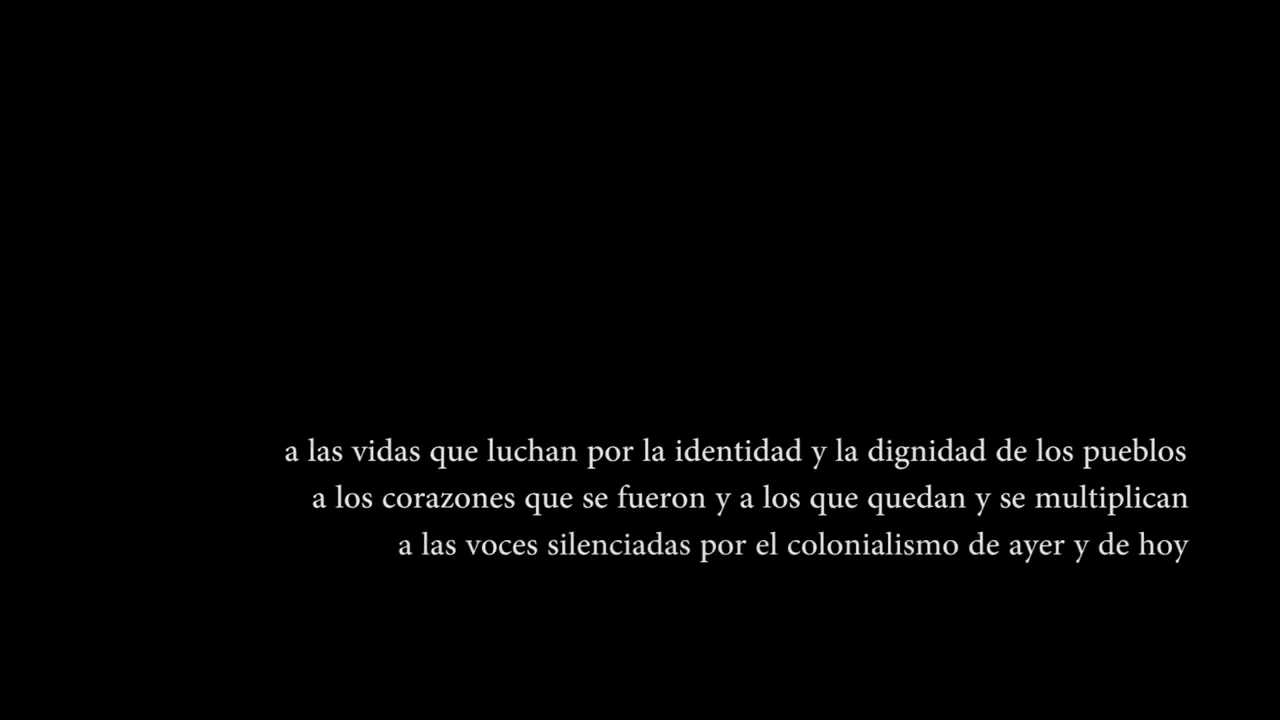 a las vidas que luchan por la identidad y la dignidad de los pueblos
a los corazones que se fueron y a los que quedan y se multiplican
a las voces silenciadas por el colonialismo de ayer y de hoy